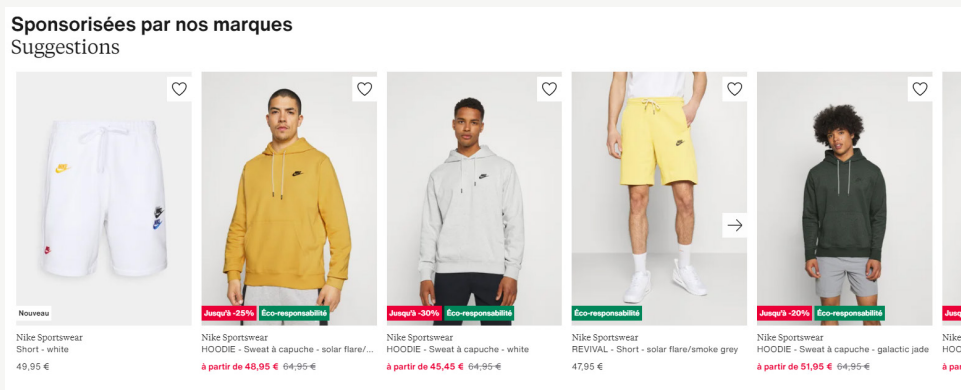 Sponsorisées par nos marques
Suggestions
Nouveau
Nike Sportswear
Short - white
49,95 €
Jusqu'à -25% Éco-responsabilité
Nike Sportswear
HOODIE - Sweat à capuche - solar flare/...
à partir de 48,95 € 64,95 €
Jusqu'à -30% Éco-responsabilité
Nike Sportswear
HOODIE - Sweat à capuche - white
à partir de 45,45 € 64,95 €
Éco-responsabilité
Nike Sportswear
REVIVAL - Short - solar flare/smoke grey
47,95 €
Jusqu'à -20% Éco-responsabilité
Nike Sportswear
HOODIE - Sweat à capuche - galactic jade
à partir de 51,95 € 64,95 €